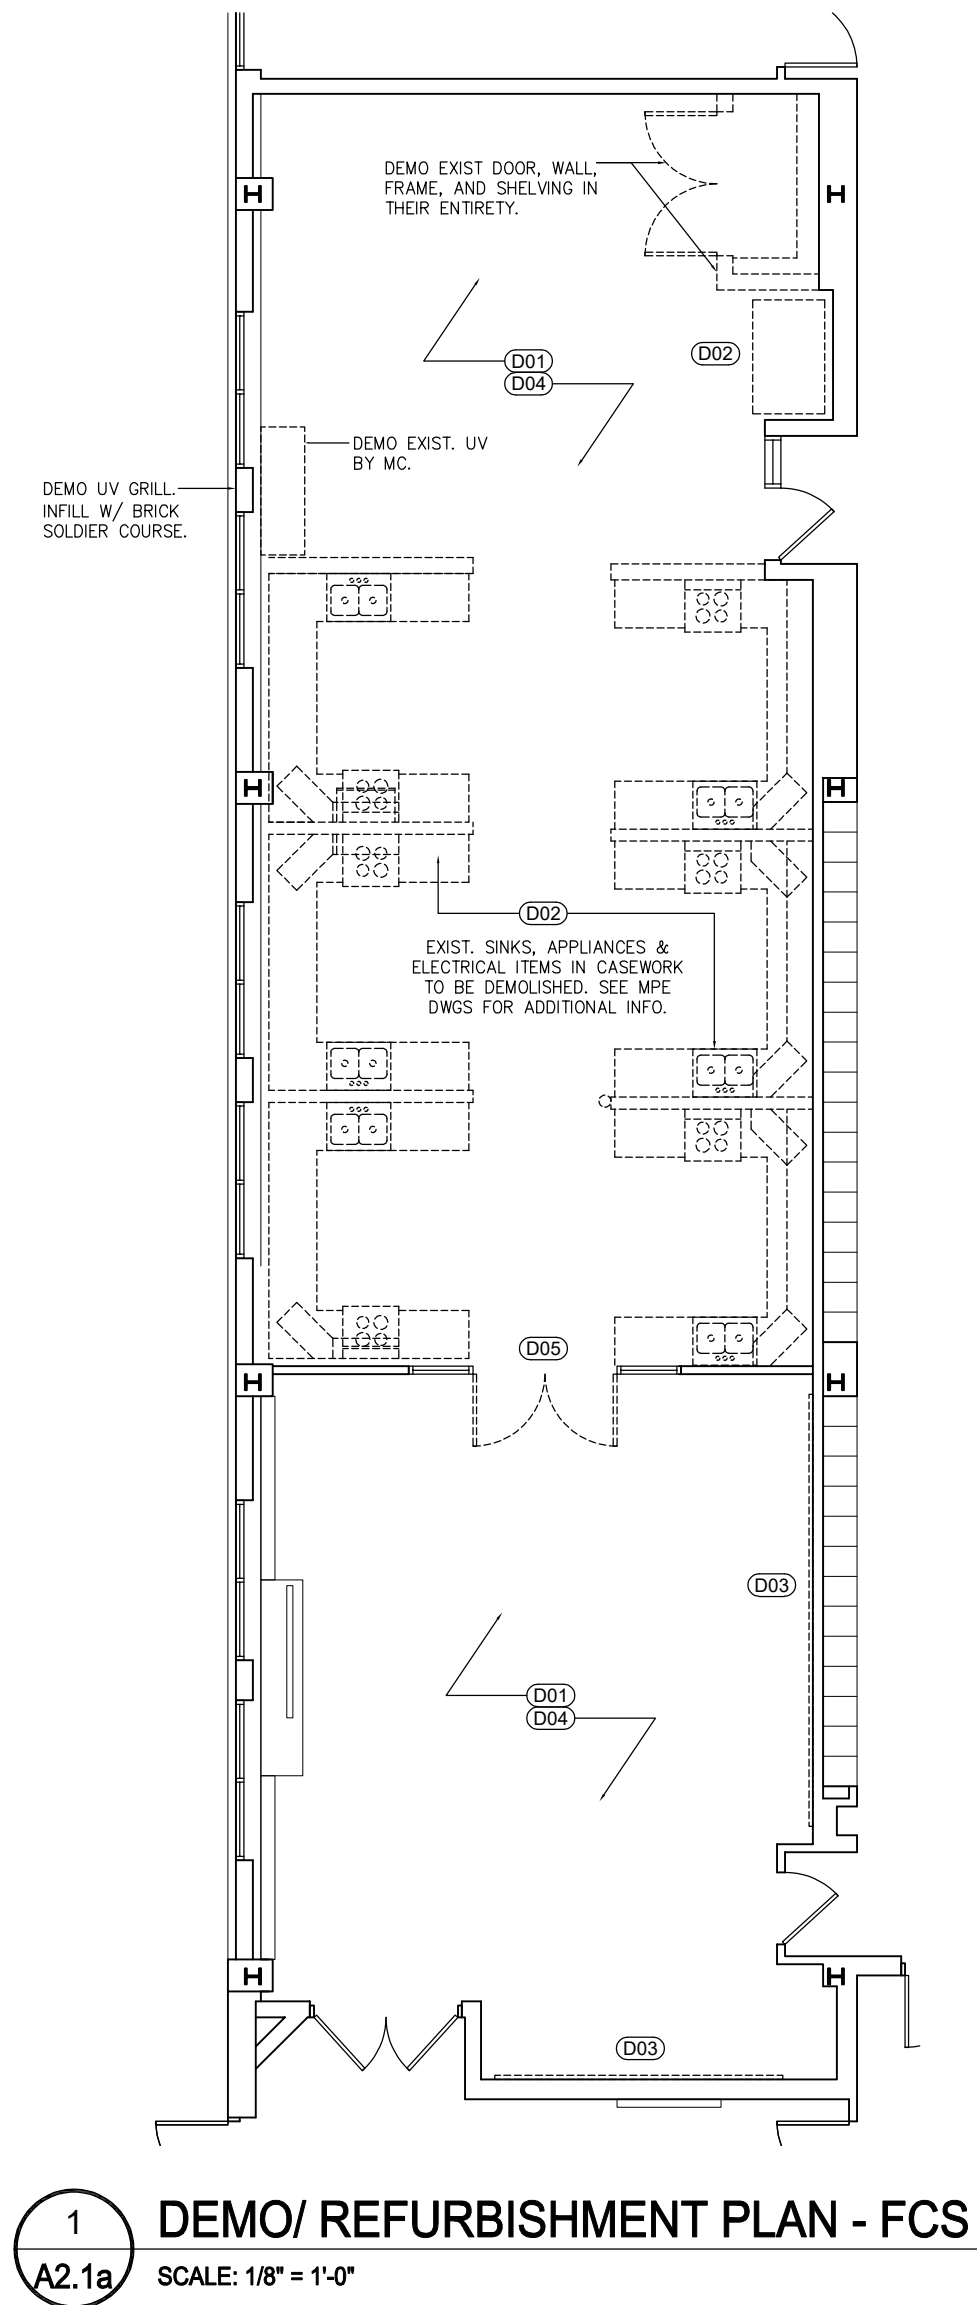 DEMO EXIST DOOR, WALL,
FRAME, AND SHELVING IN
THEIR ENTIRETY.
H
H
D02
D01
D04
DEMO EXIST. UV
BY MC.
DEMO UV GRILL.
INFILL W/ BRICK
SOLDIER COURSE.
H
H
D02
EXIST. SINKS, APPLIANCES &
ELECTRICAL ITEMS IN CASEWORK
TO BE DEMOLISHED. SEE MPE
DWGS FOR ADDITIONAL INFO.
D05
H
H
D03
D01
D04
H
H
D03
1
A2.1a
DEMO/ REFURBISHMENT PLAN - FCS
SCALE: 1/8" = 1'-0"